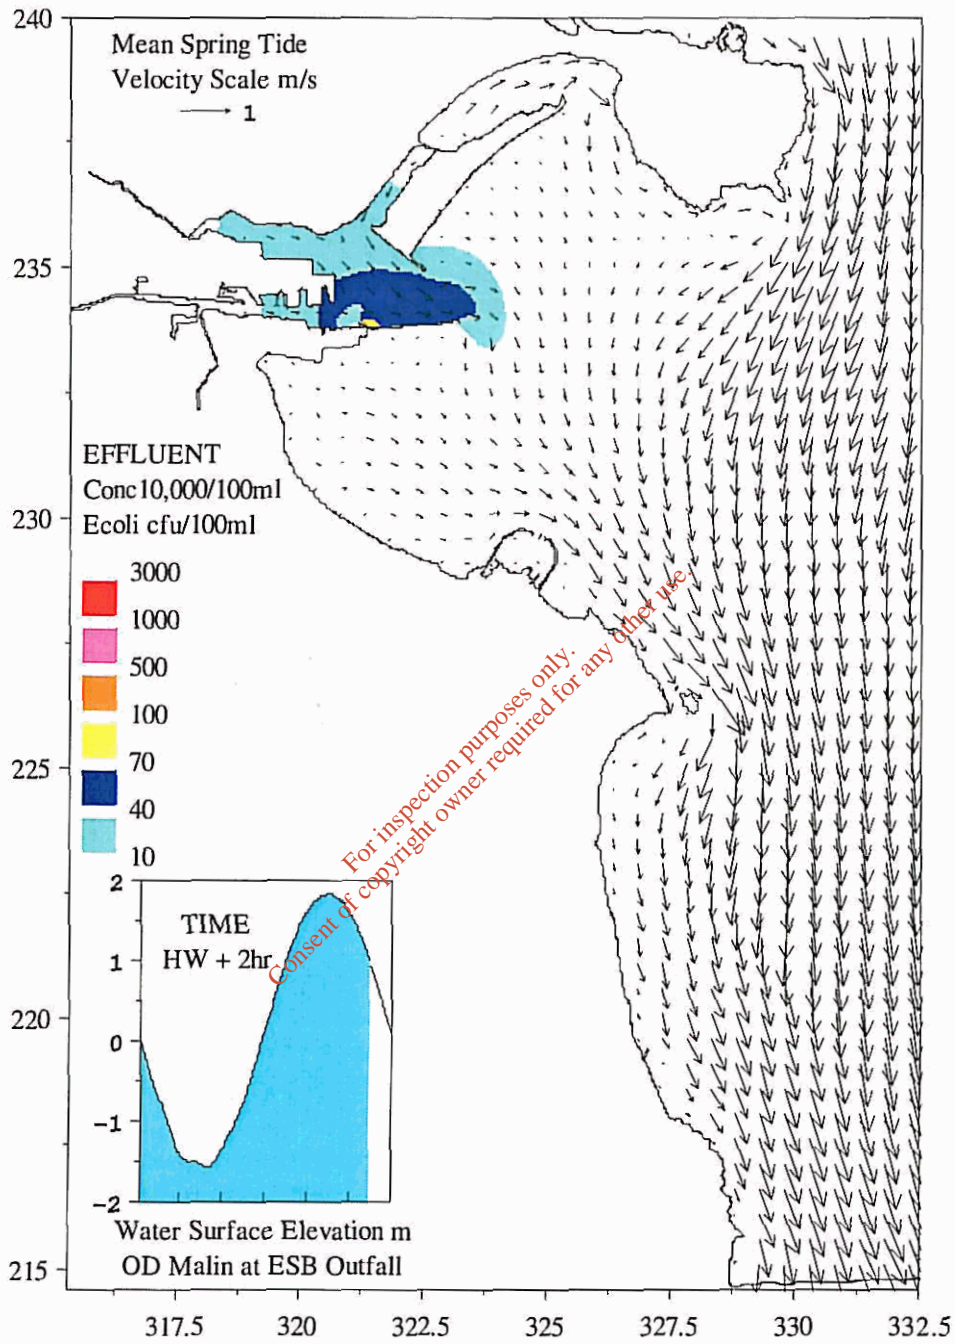 240
Mean Spring Tide
Velocity Scale m/s
1
235
EFFLUENT
Conc10,000/100ml
Ecoli cfu/100ml
230
3000
1000
500
100
70
40
10
225
For inspection purposes only.
Consent of copyright owner required for any other use.
2
TIME
HW + 2hr
1
220
0
-1
-2
Water Surface Elevation m
OD Malin at ESB Outfall
215
317.5 320 322.5 325 327.5 330 332.5